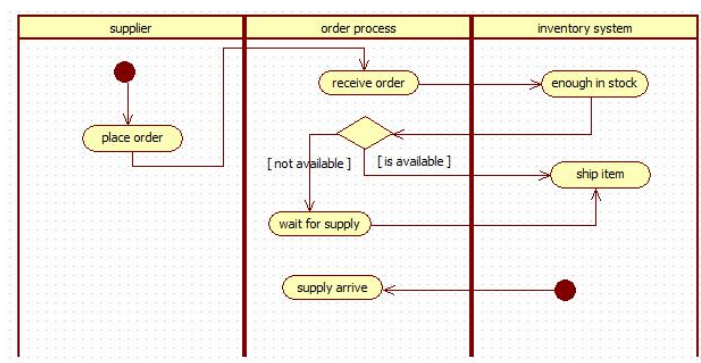 supplier
order process
inventory system
receive order
enough in stock
place order
[ not available ]
[ is available ]
ship item
wait for supply
supply arrive